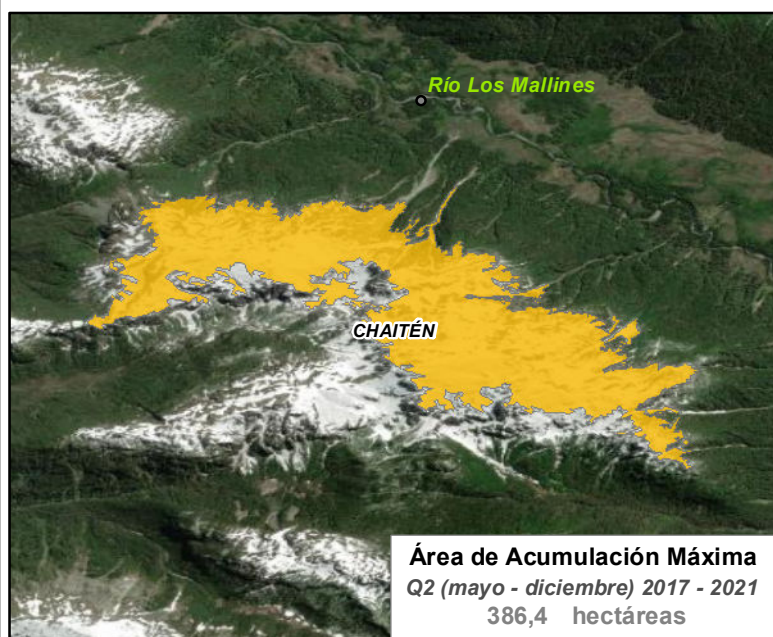 Río Los Mallines
CHAITÉN
Área de Acumulación Máxima
Q2 (mayo - diciembre) 2017 - 2021
386,4 hectáreas